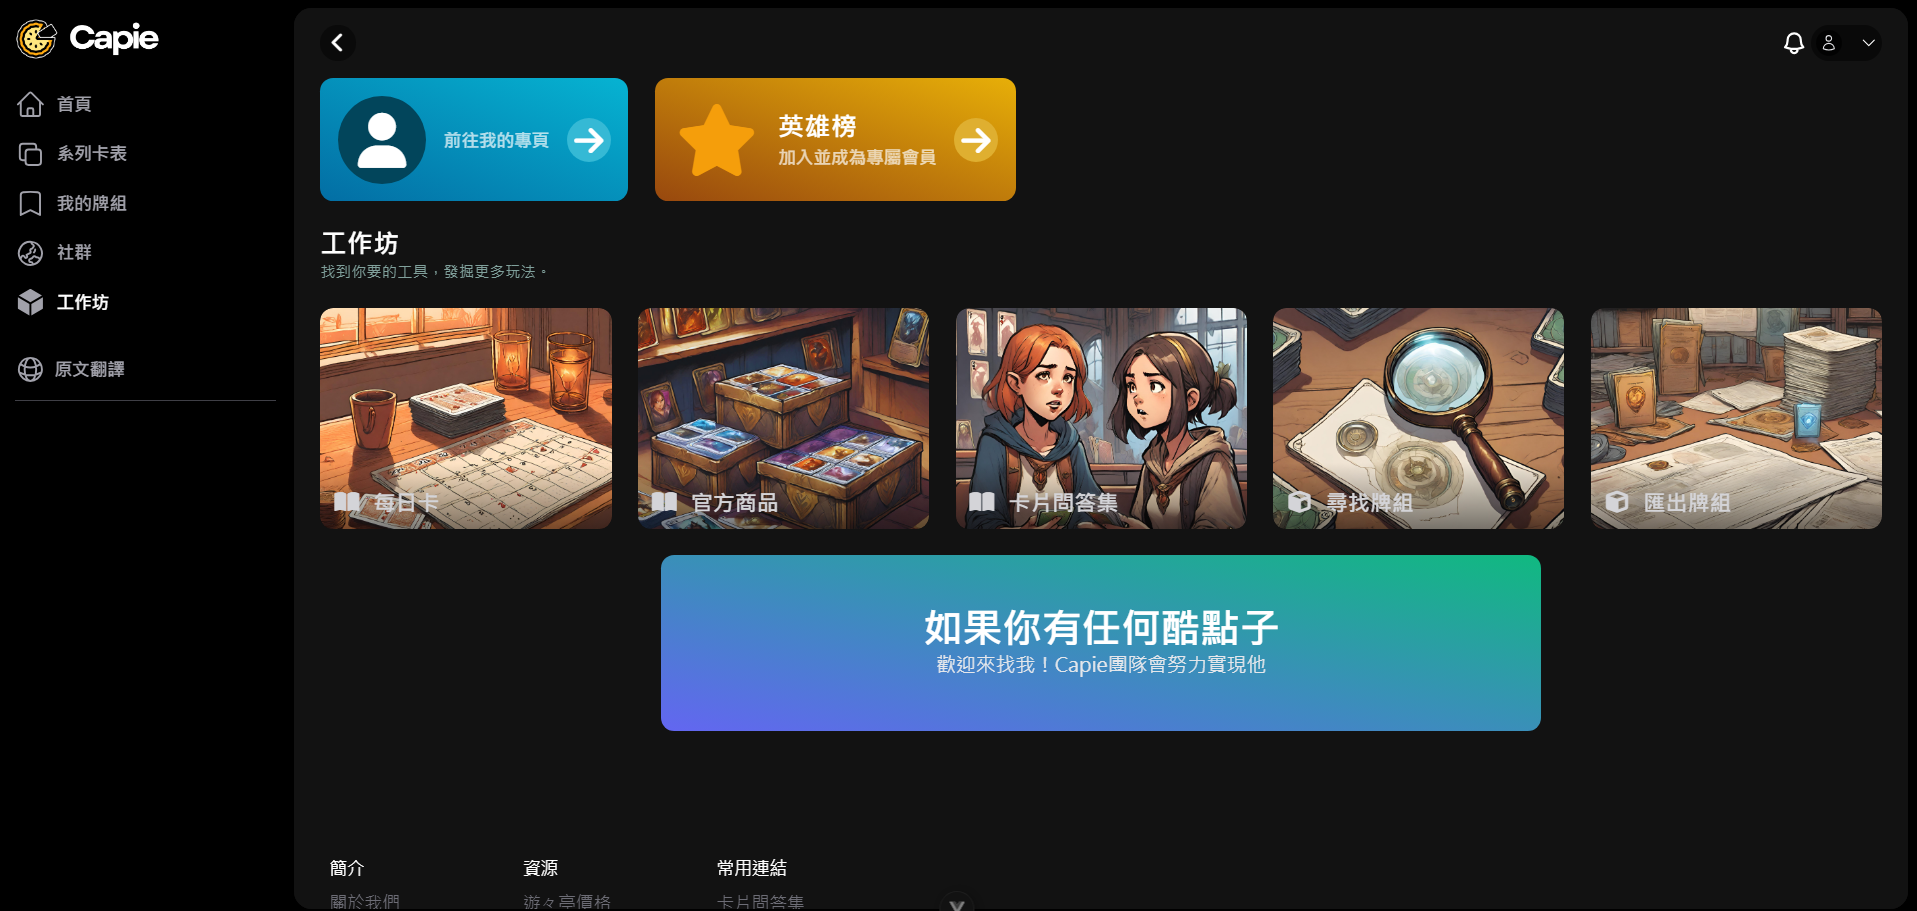 Capie
首頁
系列卡表
我的牌組
社群
工作坊
原文翻譯
前往我的專頁
英雄榜
加入並成為專屬會員
工作坊
找到你要的工具，發掘更多玩法。
每日卡
官方商品
卡片問答集
尋找牌組
匯出牌組
如果你有任何酷點子
歡迎來找我！Capie團隊會努力實現他
簡介
資源
常用連結
關於我們
遊々亭價格
卡片問答集